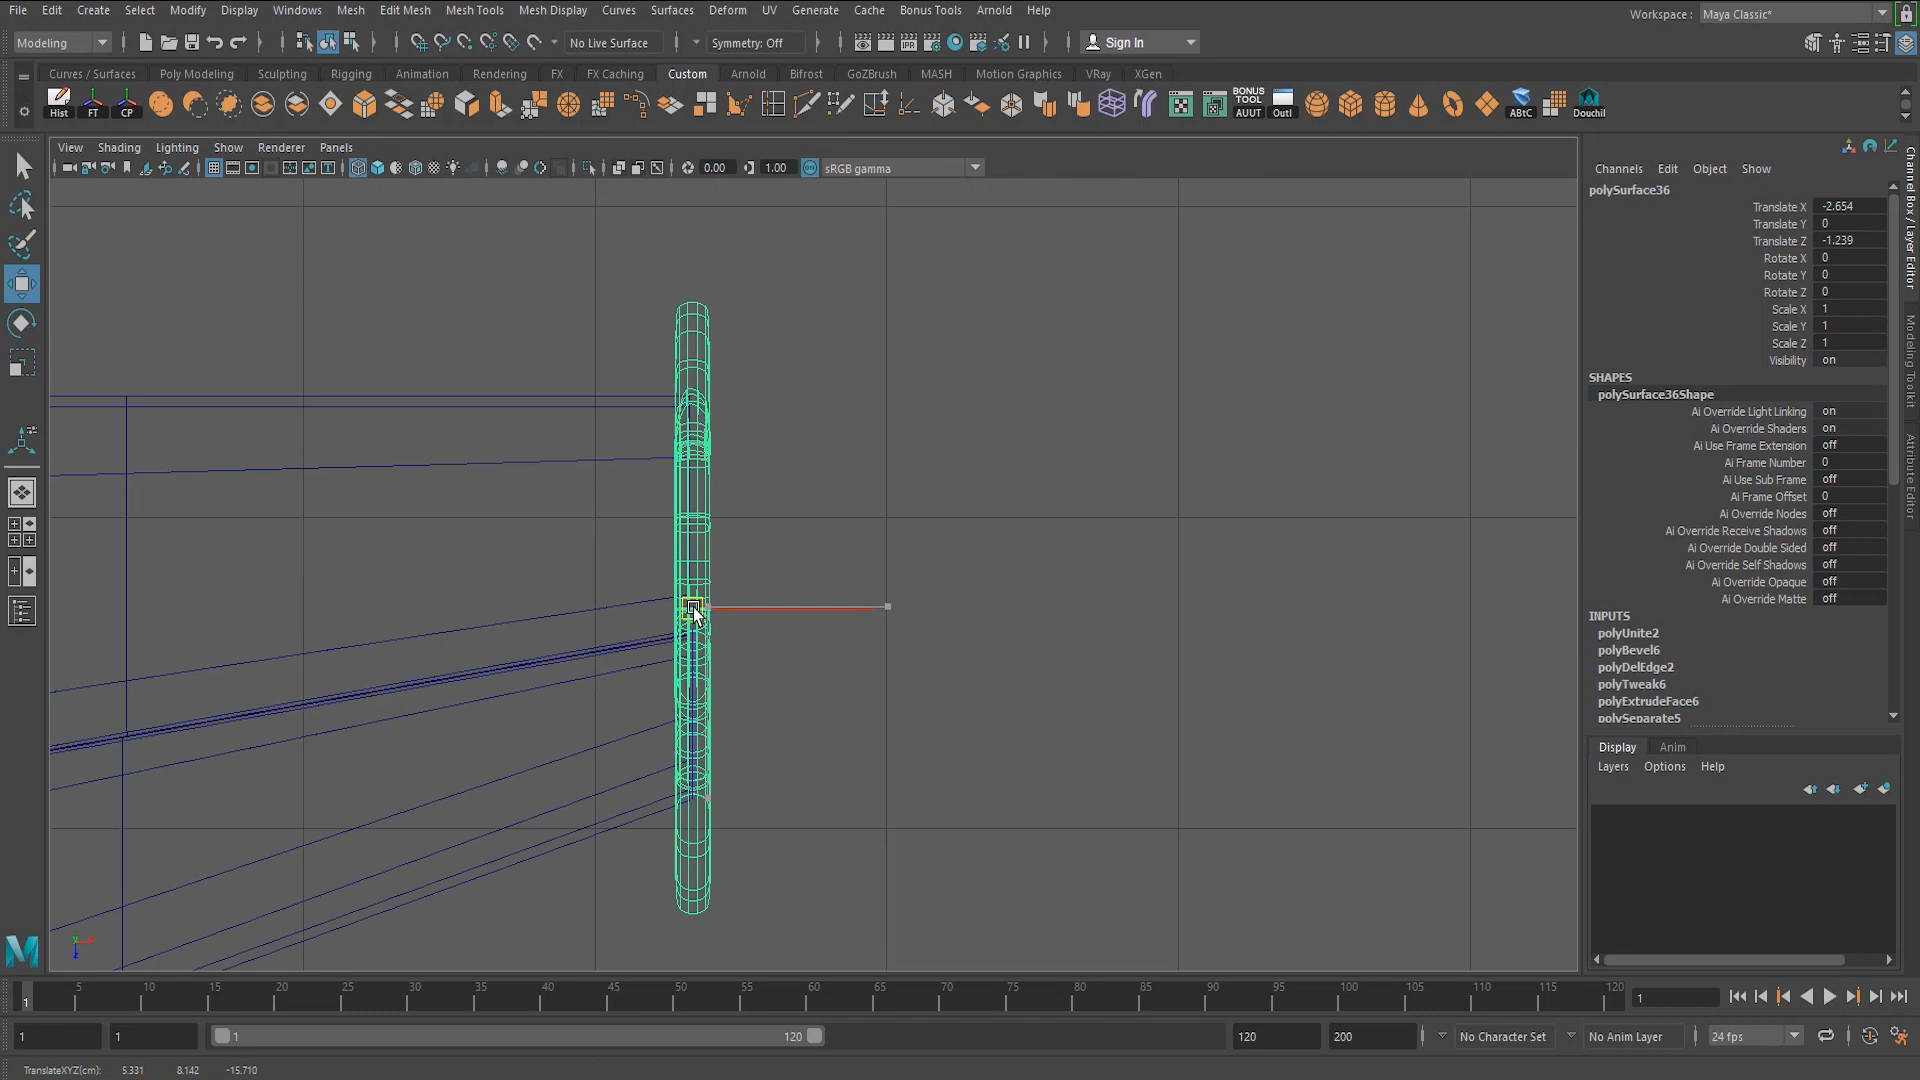 File Edit Create Select Modify Display Windows Mesh Edit Mesh Mesh Tools Mesh Display Curves Surfaces Deform UV Generate Cache Bonus Tools Arnold Help
Workspace : Maya Classic*
Modeling No Live Surface Symmetry: Off IPR Sign In
Curves / Surfaces Poly Modeling Sculpting Rigging Animation Rendering FX FX Caching Custom Arnold Bifrost GoZBrush MASH Motion Graphics VRay XGen
Hist FT CP BONUS TOOL AUUT Outl ABtC Douchil
View Shading Lighting Show Renderer Panels
0.00 1.00 sRGB gamma
Channels Edit Object Show
polySurface36
Translate X -2.654
Translate Y 0
Translate Z -1.239
Rotate X 0
Rotate Y 0
Rotate Z 0
Scale X 1
Scale Y 1
Scale Z 1
Visibility on
SHAPES
polySurface36Shape
Ai Override Light Linking on
Ai Override Shaders on
Ai Use Frame Extension off
Ai Frame Number 0
Ai Use Sub Frame off
Ai Frame Offset 0
Ai Override Nodes off
Ai Override Receive Shadows off
Ai Override Double Sided off
Ai Override Self Shadows off
Ai Override Opaque off
Ai Override Matte off
INPUTS
polyUnite2
polyBevel6
polyDelEdge2
polyTweak6
polyExtrudeFace6
polySeparate5
Display Anim
Layers Options Help
Channel Box / Layer Editor
Modeling Toolkit
Attribute Editor
1 5 10 15 20 25 30 35 40 45 50 55 60 65 70 75 80 85 90 95 100 105 110 115 120 1
1 1 1 120 120 200 No Character Set No Anim Layer 24 fps
TranslateXYZ(cm): 5.331 8.142 -15.710